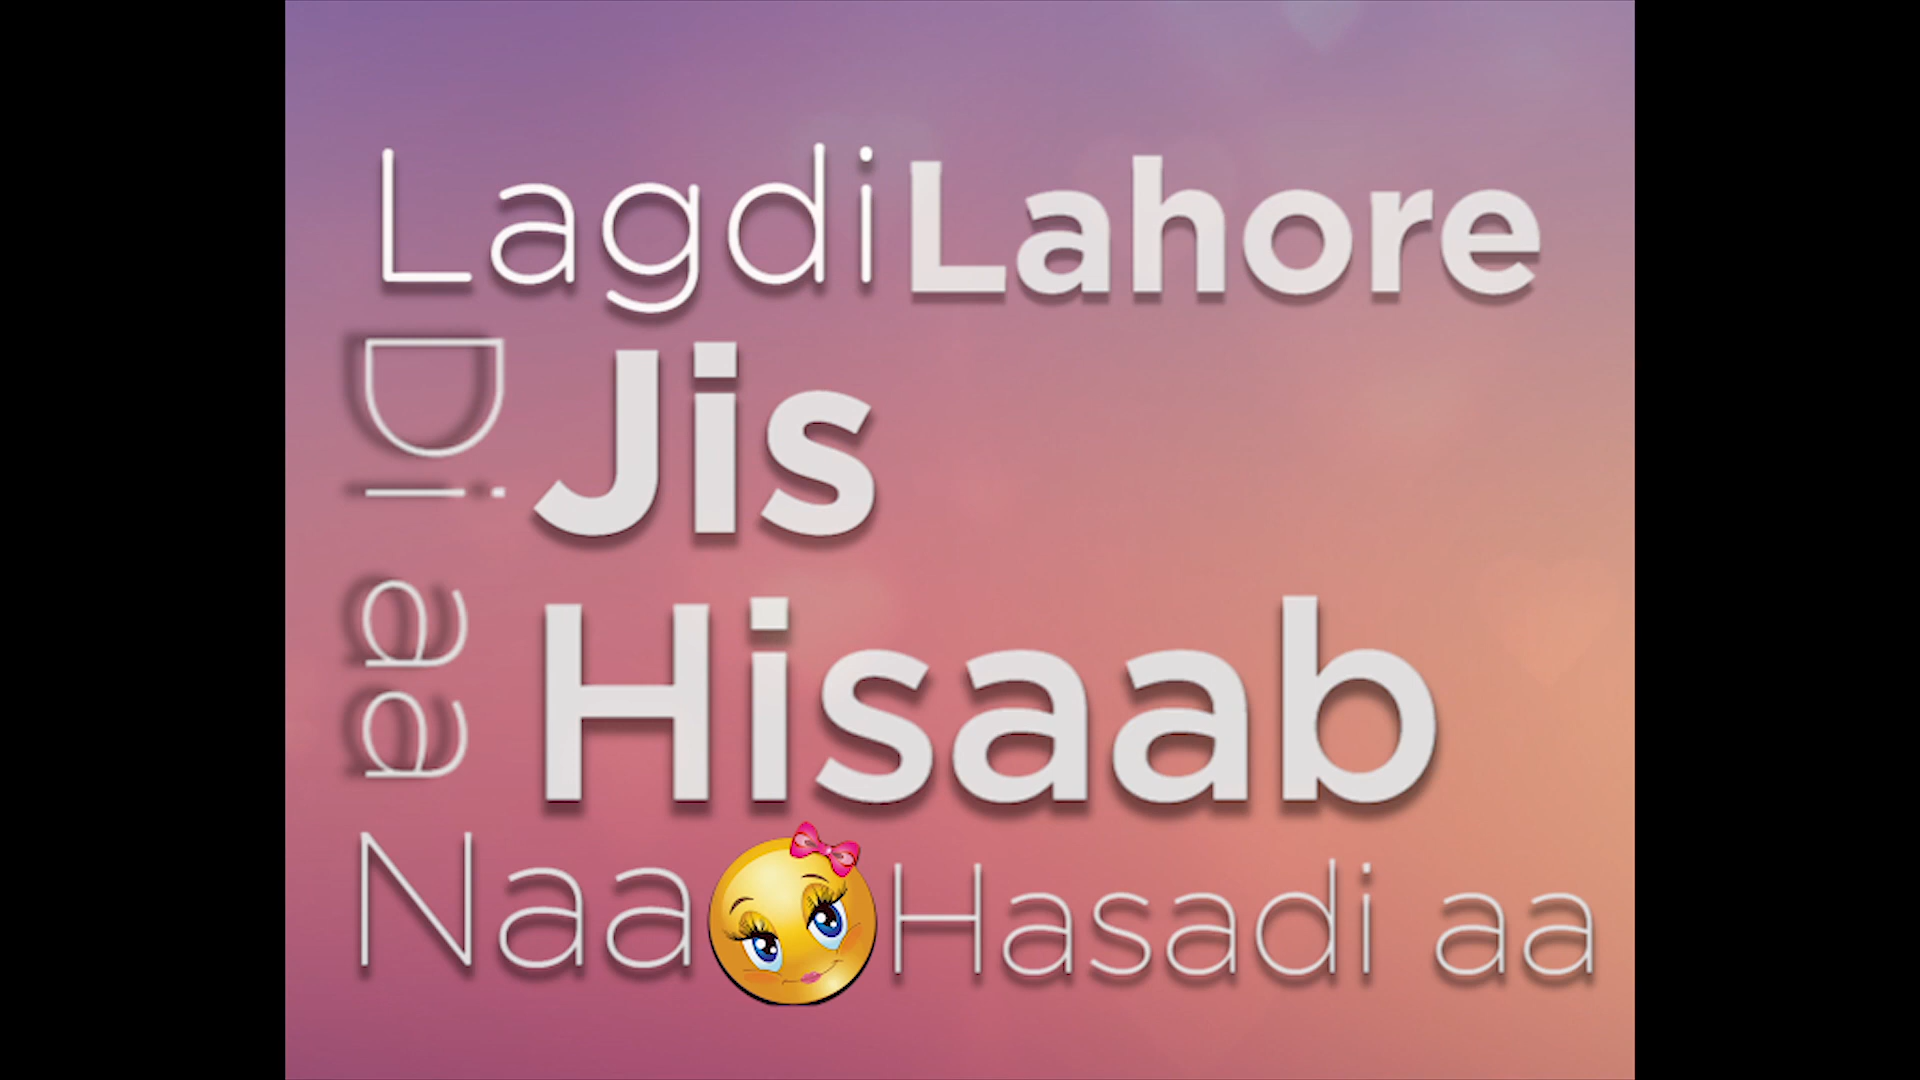 Lagdi Lahore
Di aa
Jis
Hisaab
Naa Hasadi aa